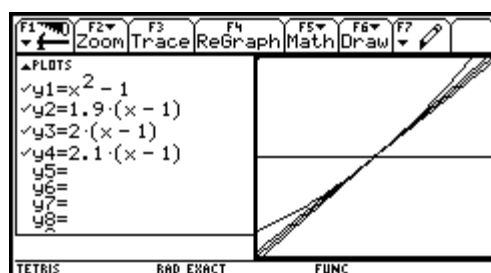 F1 F2 F3 F4 F5 F6 F7
Zoom Trace ReGraph Math Draw
PLOTS
✓y1=x² - 1
✓y2=1.9·(x - 1)
✓y3=2·(x - 1)
✓y4=2.1·(x - 1)
y5=
y6=
y7=
y8=
TETRIS RAD EXACT FUNC